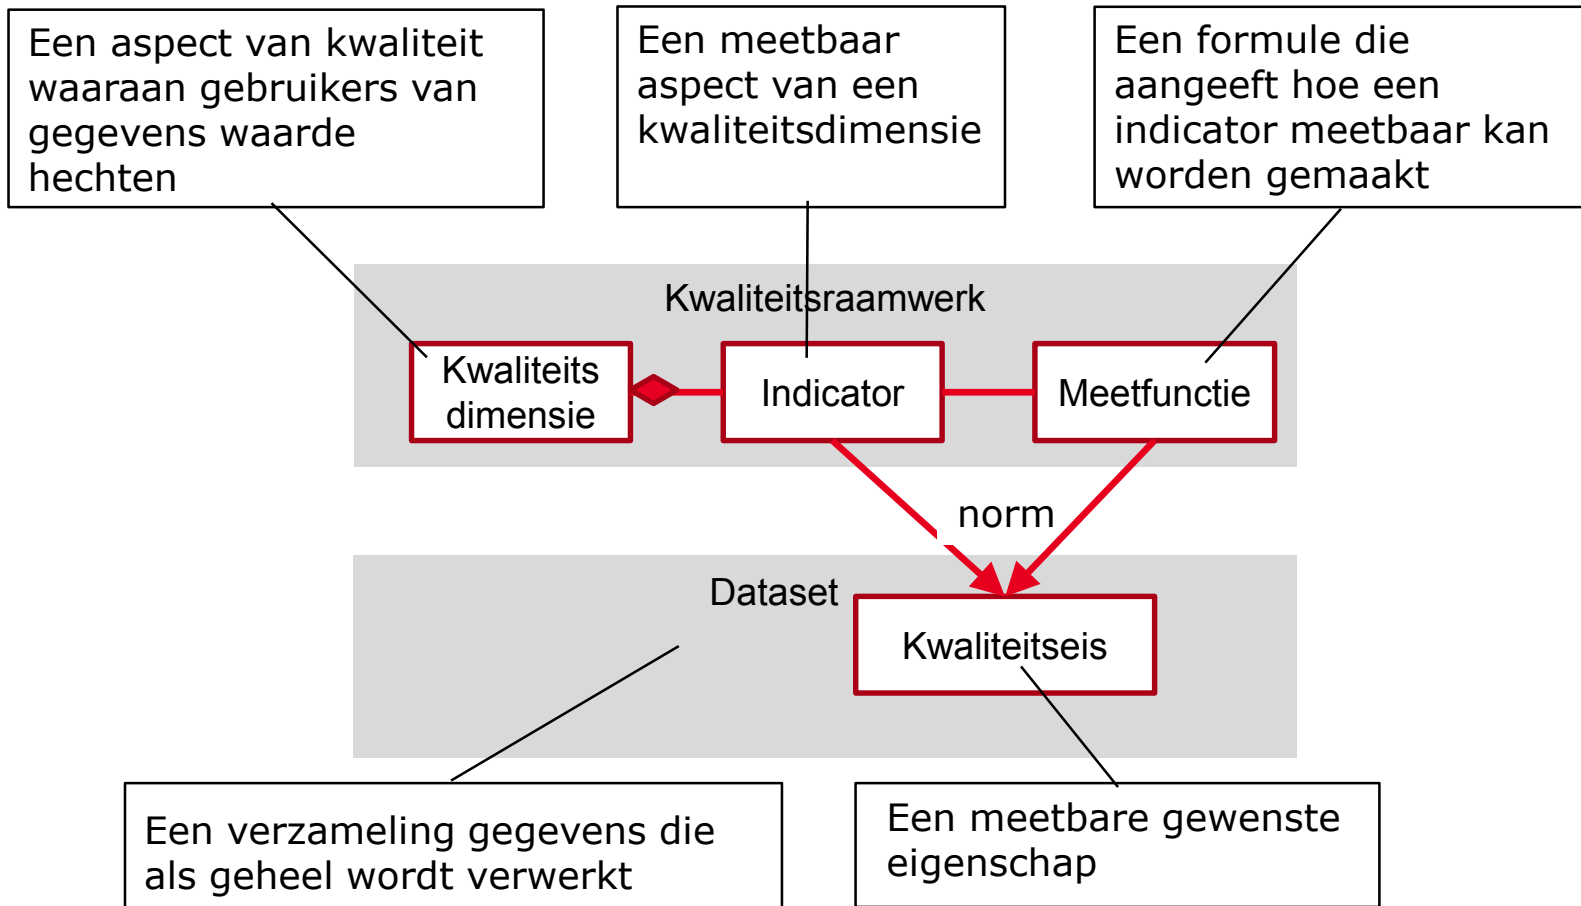 Een aspect van kwaliteit
waaraan gebruikers van
gegevens waarde
hechten
Een meetbaar
aspect van een
kwaliteitsdimensie
Een formule die
aangeeft hoe een
indicator meetbaar kan
worden gemaakt
Kwaliteitsraamwerk
Kwaliteits
dimensie
Indicator
Meetfunctie
norm
Dataset
Kwaliteitseis
Een verzameling gegevens die
als geheel wordt verwerkt
Een meetbare gewenste
eigenschap